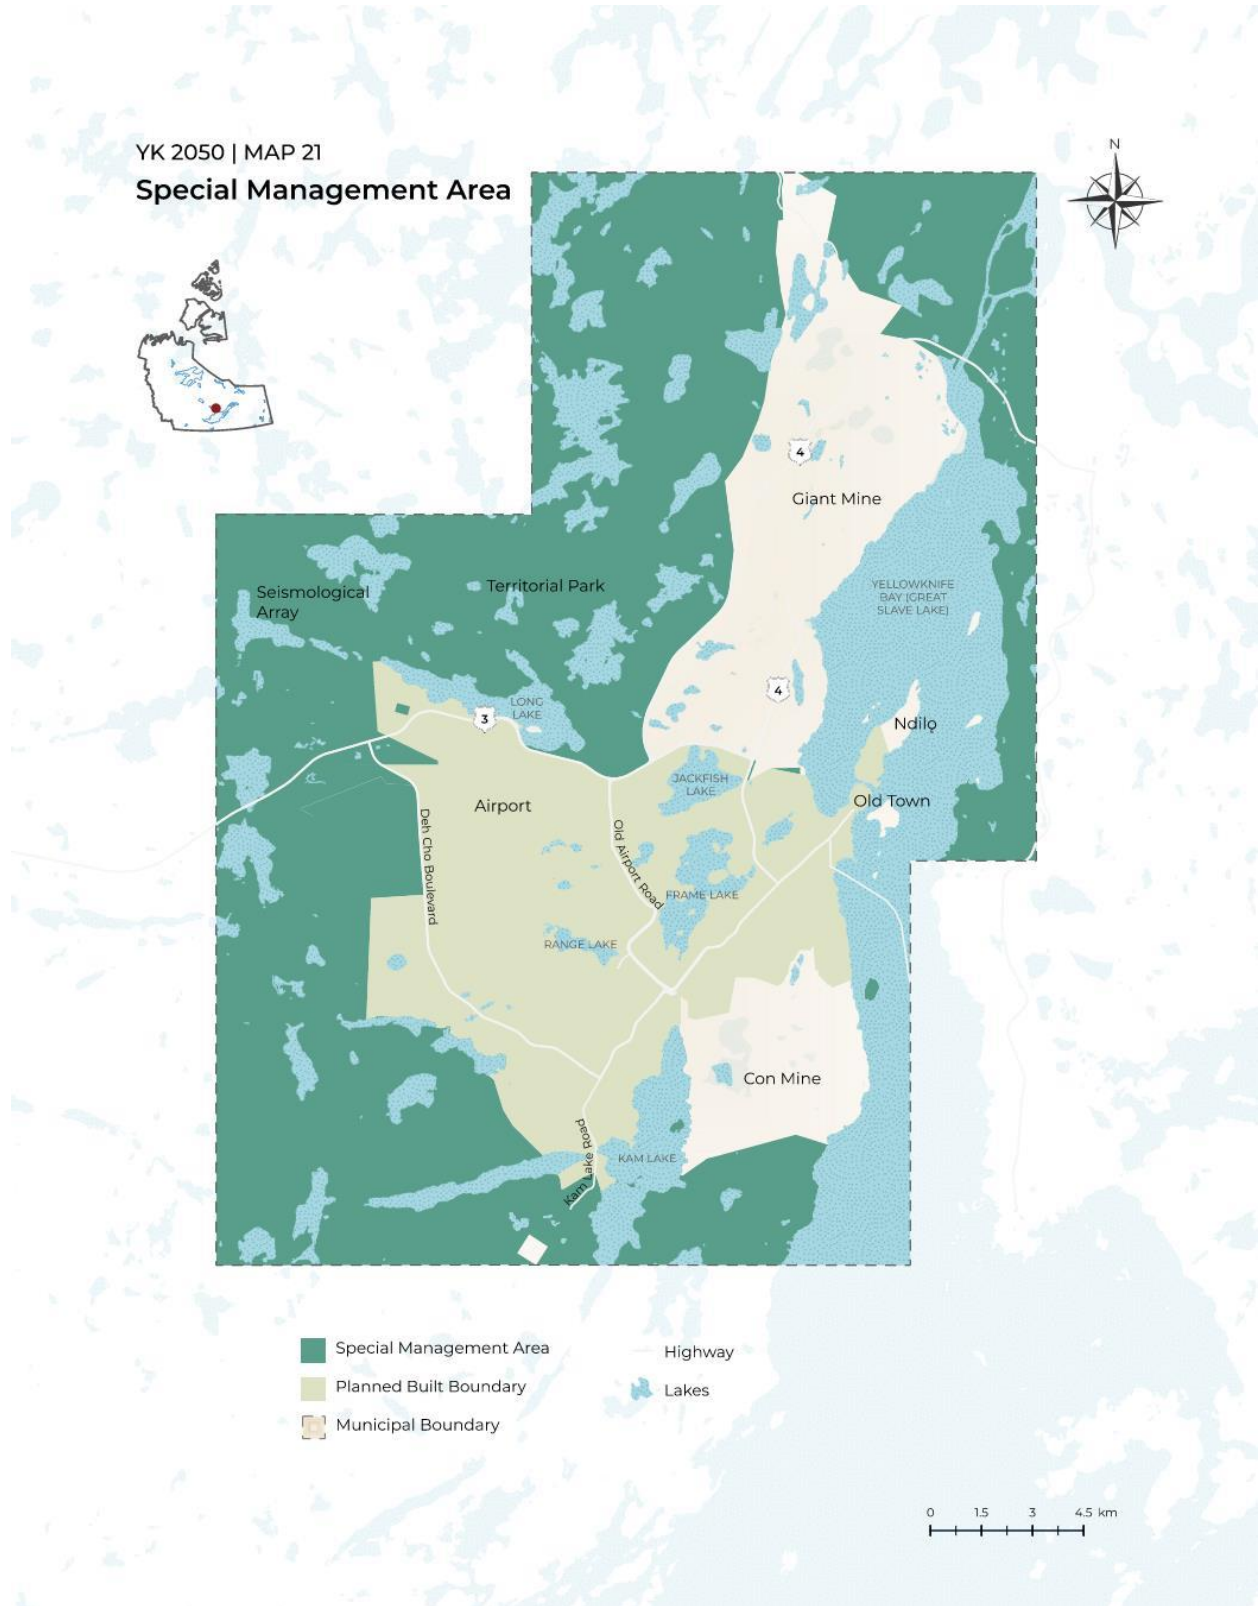 YK 2050 | MAP 21
Special Management Area
N
4
Giant Mine
YELLOWKNIFE
BAY (GREAT
SLAVE LAKE)
Seismological
Array
Territorial Park
4
LONG
LAKE
3
Ndilǫ
JACKFISH
LAKE
Airport
Old Town
Deh Cho Boulevard
Old Airport Road
FRAME LAKE
RANGE LAKE
Con Mine
Kam Lake Road
KAM LAKE
Special Management Area
Planned Built Boundary
Municipal Boundary
Highway
Lakes
0 1.5 3 4.5 km